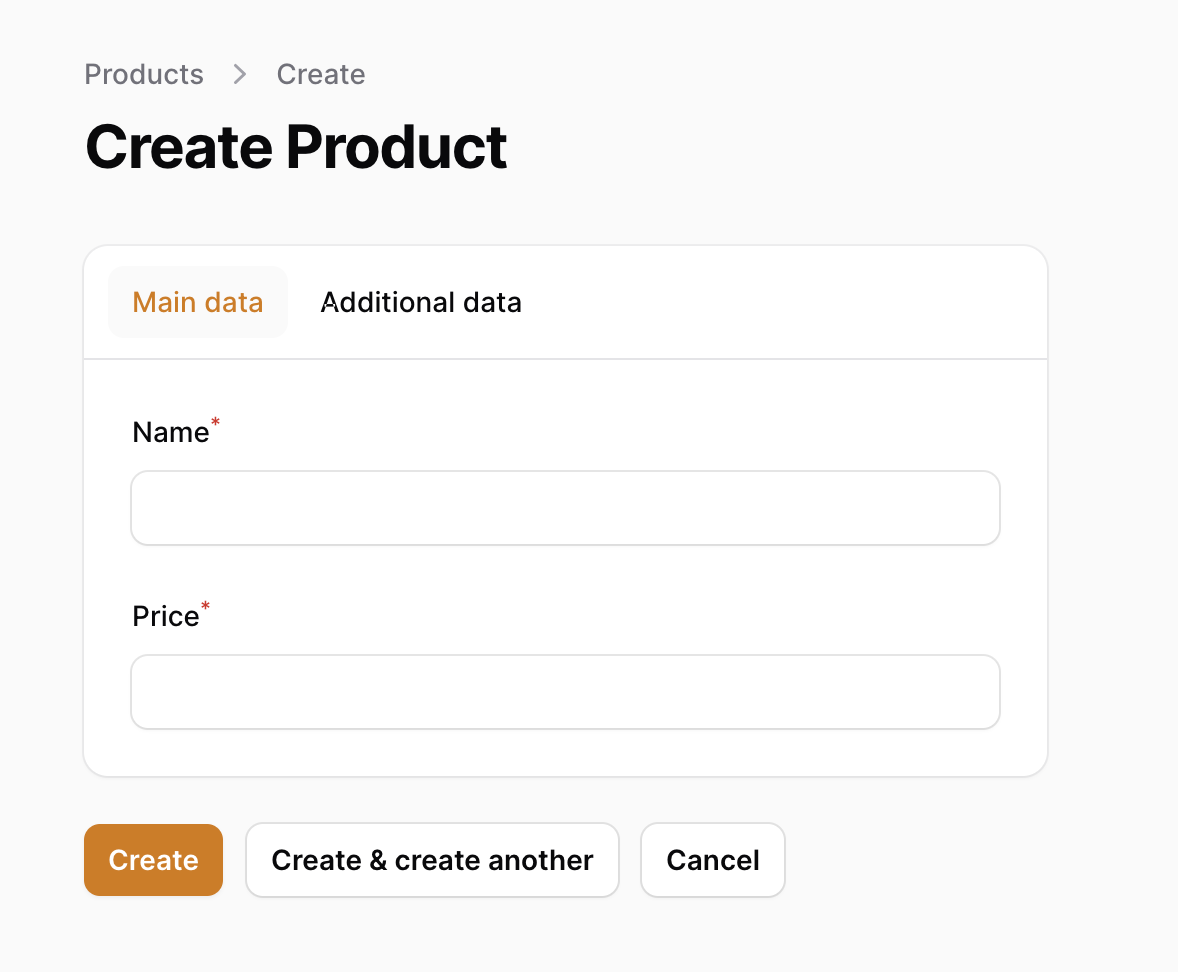 Products > Create
Create Product
Main data Additional data
Name*
Price*
Create Create & create another Cancel